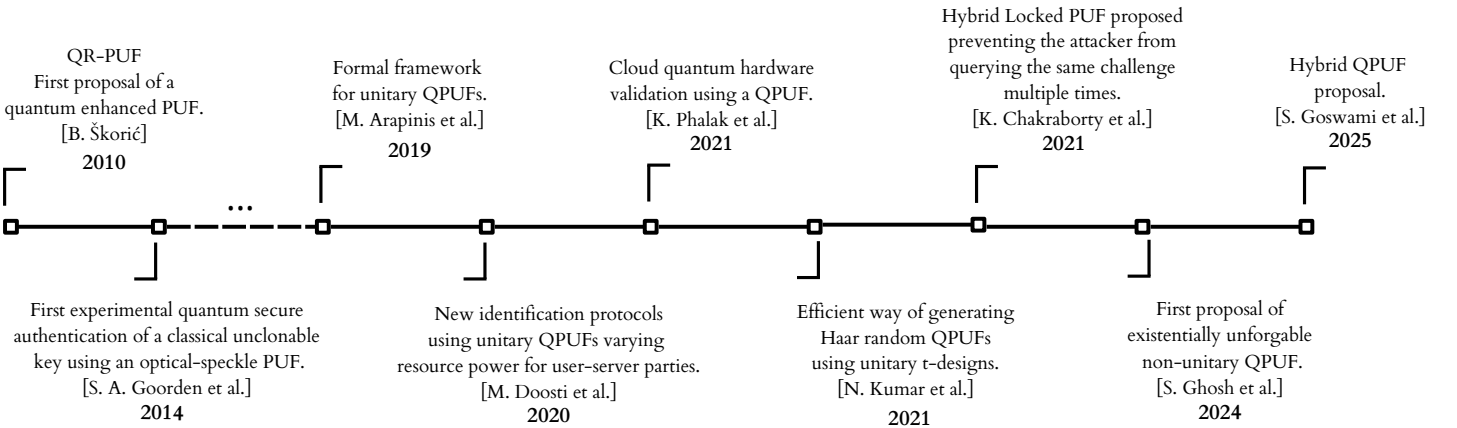 QR-PUF
First proposal of a
quantum enhanced PUF.
[B. Škorić]
2010
Formal framework
for unitary QPUFs.
[M. Arapinis et al.]
2019
Cloud quantum hardware
validation using a QPUF.
[K. Phalak et al.]
2021
Hybrid Locked PUF proposed
preventing the attacker from
querying the same challenge
multiple times.
[K. Chakraborty et al.]
2021
Hybrid QPUF
proposal.
[S. Goswami et al.]
2025
...
First experimental quantum secure
authentication of a classical unclonable
key using an optical-speckle PUF.
[S. A. Goorden et al.]
2014
New identification protocols
using unitary QPUFs varying
resource power for user-server parties.
[M. Doosti et al.]
2020
Efficient way of generating
Haar random QPUFs
using unitary t-designs.
[N. Kumar et al.]
2021
First proposal of
existentially unforgable
non-unitary QPUF.
[S. Ghosh et al.]
2024